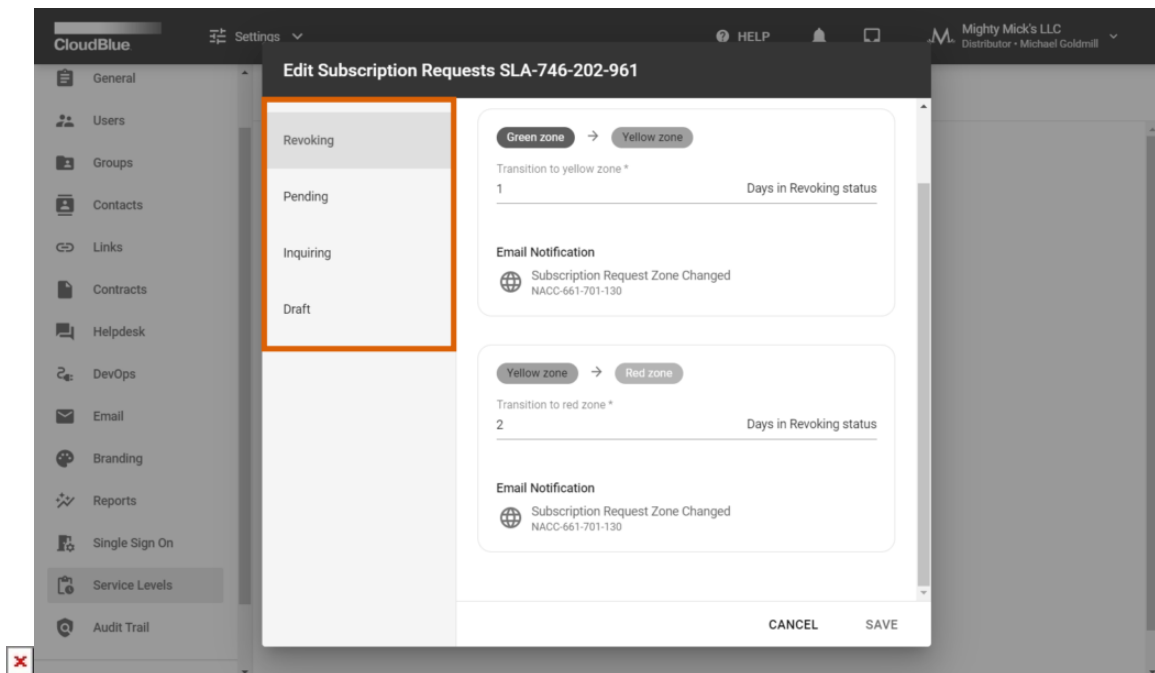 CloudBlue
Settings
HELP
Mighty Mick's LLC
Distributor • Michael Goldmill
General
Users
Groups
Contacts
Links
Contracts
Helpdesk
DevOps
Email
Branding
Reports
Single Sign On
Service Levels
Audit Trail
Edit Subscription Requests SLA-746-202-961
Revoking
Pending
Inquiring
Draft
Green zone → Yellow zone
Transition to yellow zone *
1 Days in Revoking status
Email Notification
Subscription Request Zone Changed
NACC-661-701-130
Yellow zone → Red zone
Transition to red zone *
2 Days in Revoking status
Email Notification
Subscription Request Zone Changed
NACC-661-701-130
CANCEL SAVE